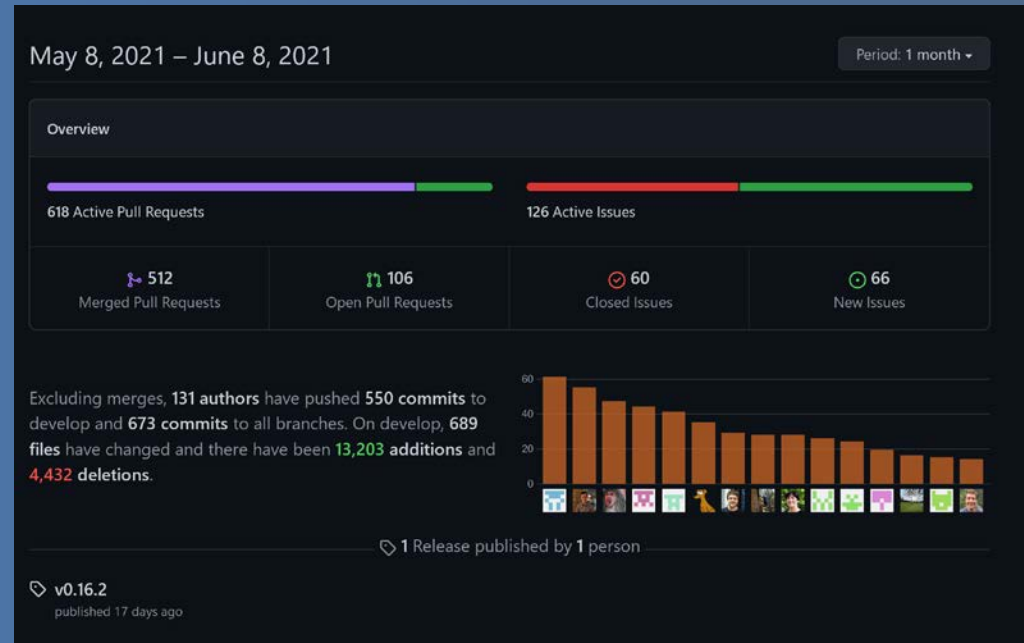 May 8, 2021 – June 8, 2021
Period: 1 month
Overview
618 Active Pull Requests
126 Active Issues
512
Merged Pull Requests
106
Open Pull Requests
60
Closed Issues
66
New Issues
Excluding merges, 131 authors have pushed 550 commits to
develop and 673 commits to all branches. On develop, 689
files have changed and there have been 13,203 additions and
4,432 deletions.
60
40
20
0
1 Release published by 1 person
v0.16.2
published 17 days ago